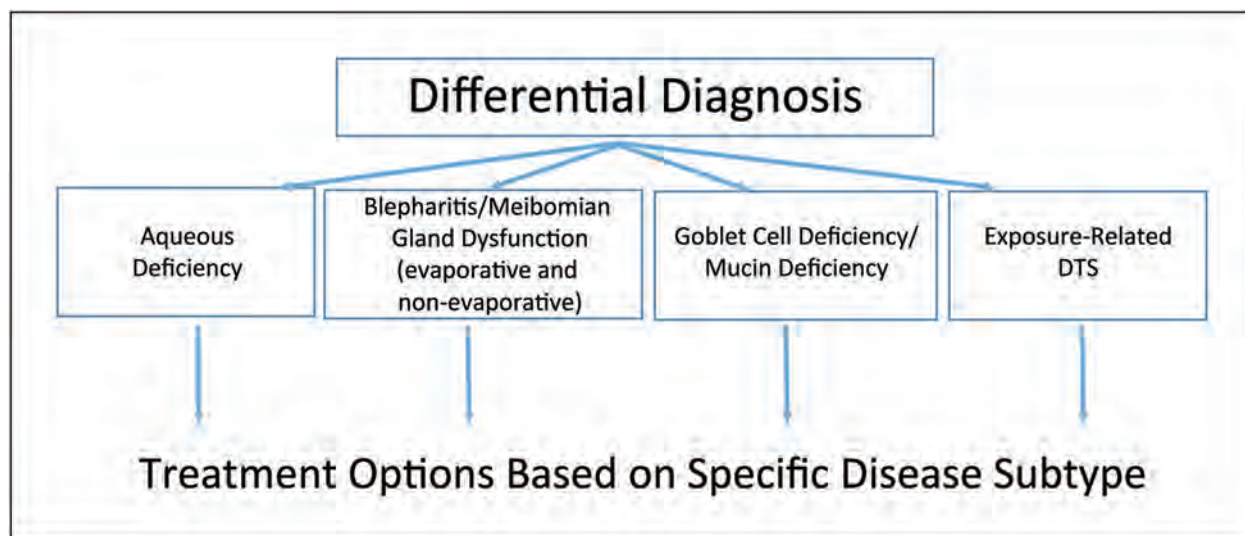 Differential Diagnosis
Aqueous
Deficiency
Blepharitis/Meibomian
Gland Dysfunction
(evaporative and
non-evaporative)
Goblet Cell Deficiency/
Mucin Deficiency
Exposure-Related
DTS
Treatment Options Based on Specific Disease Subtype